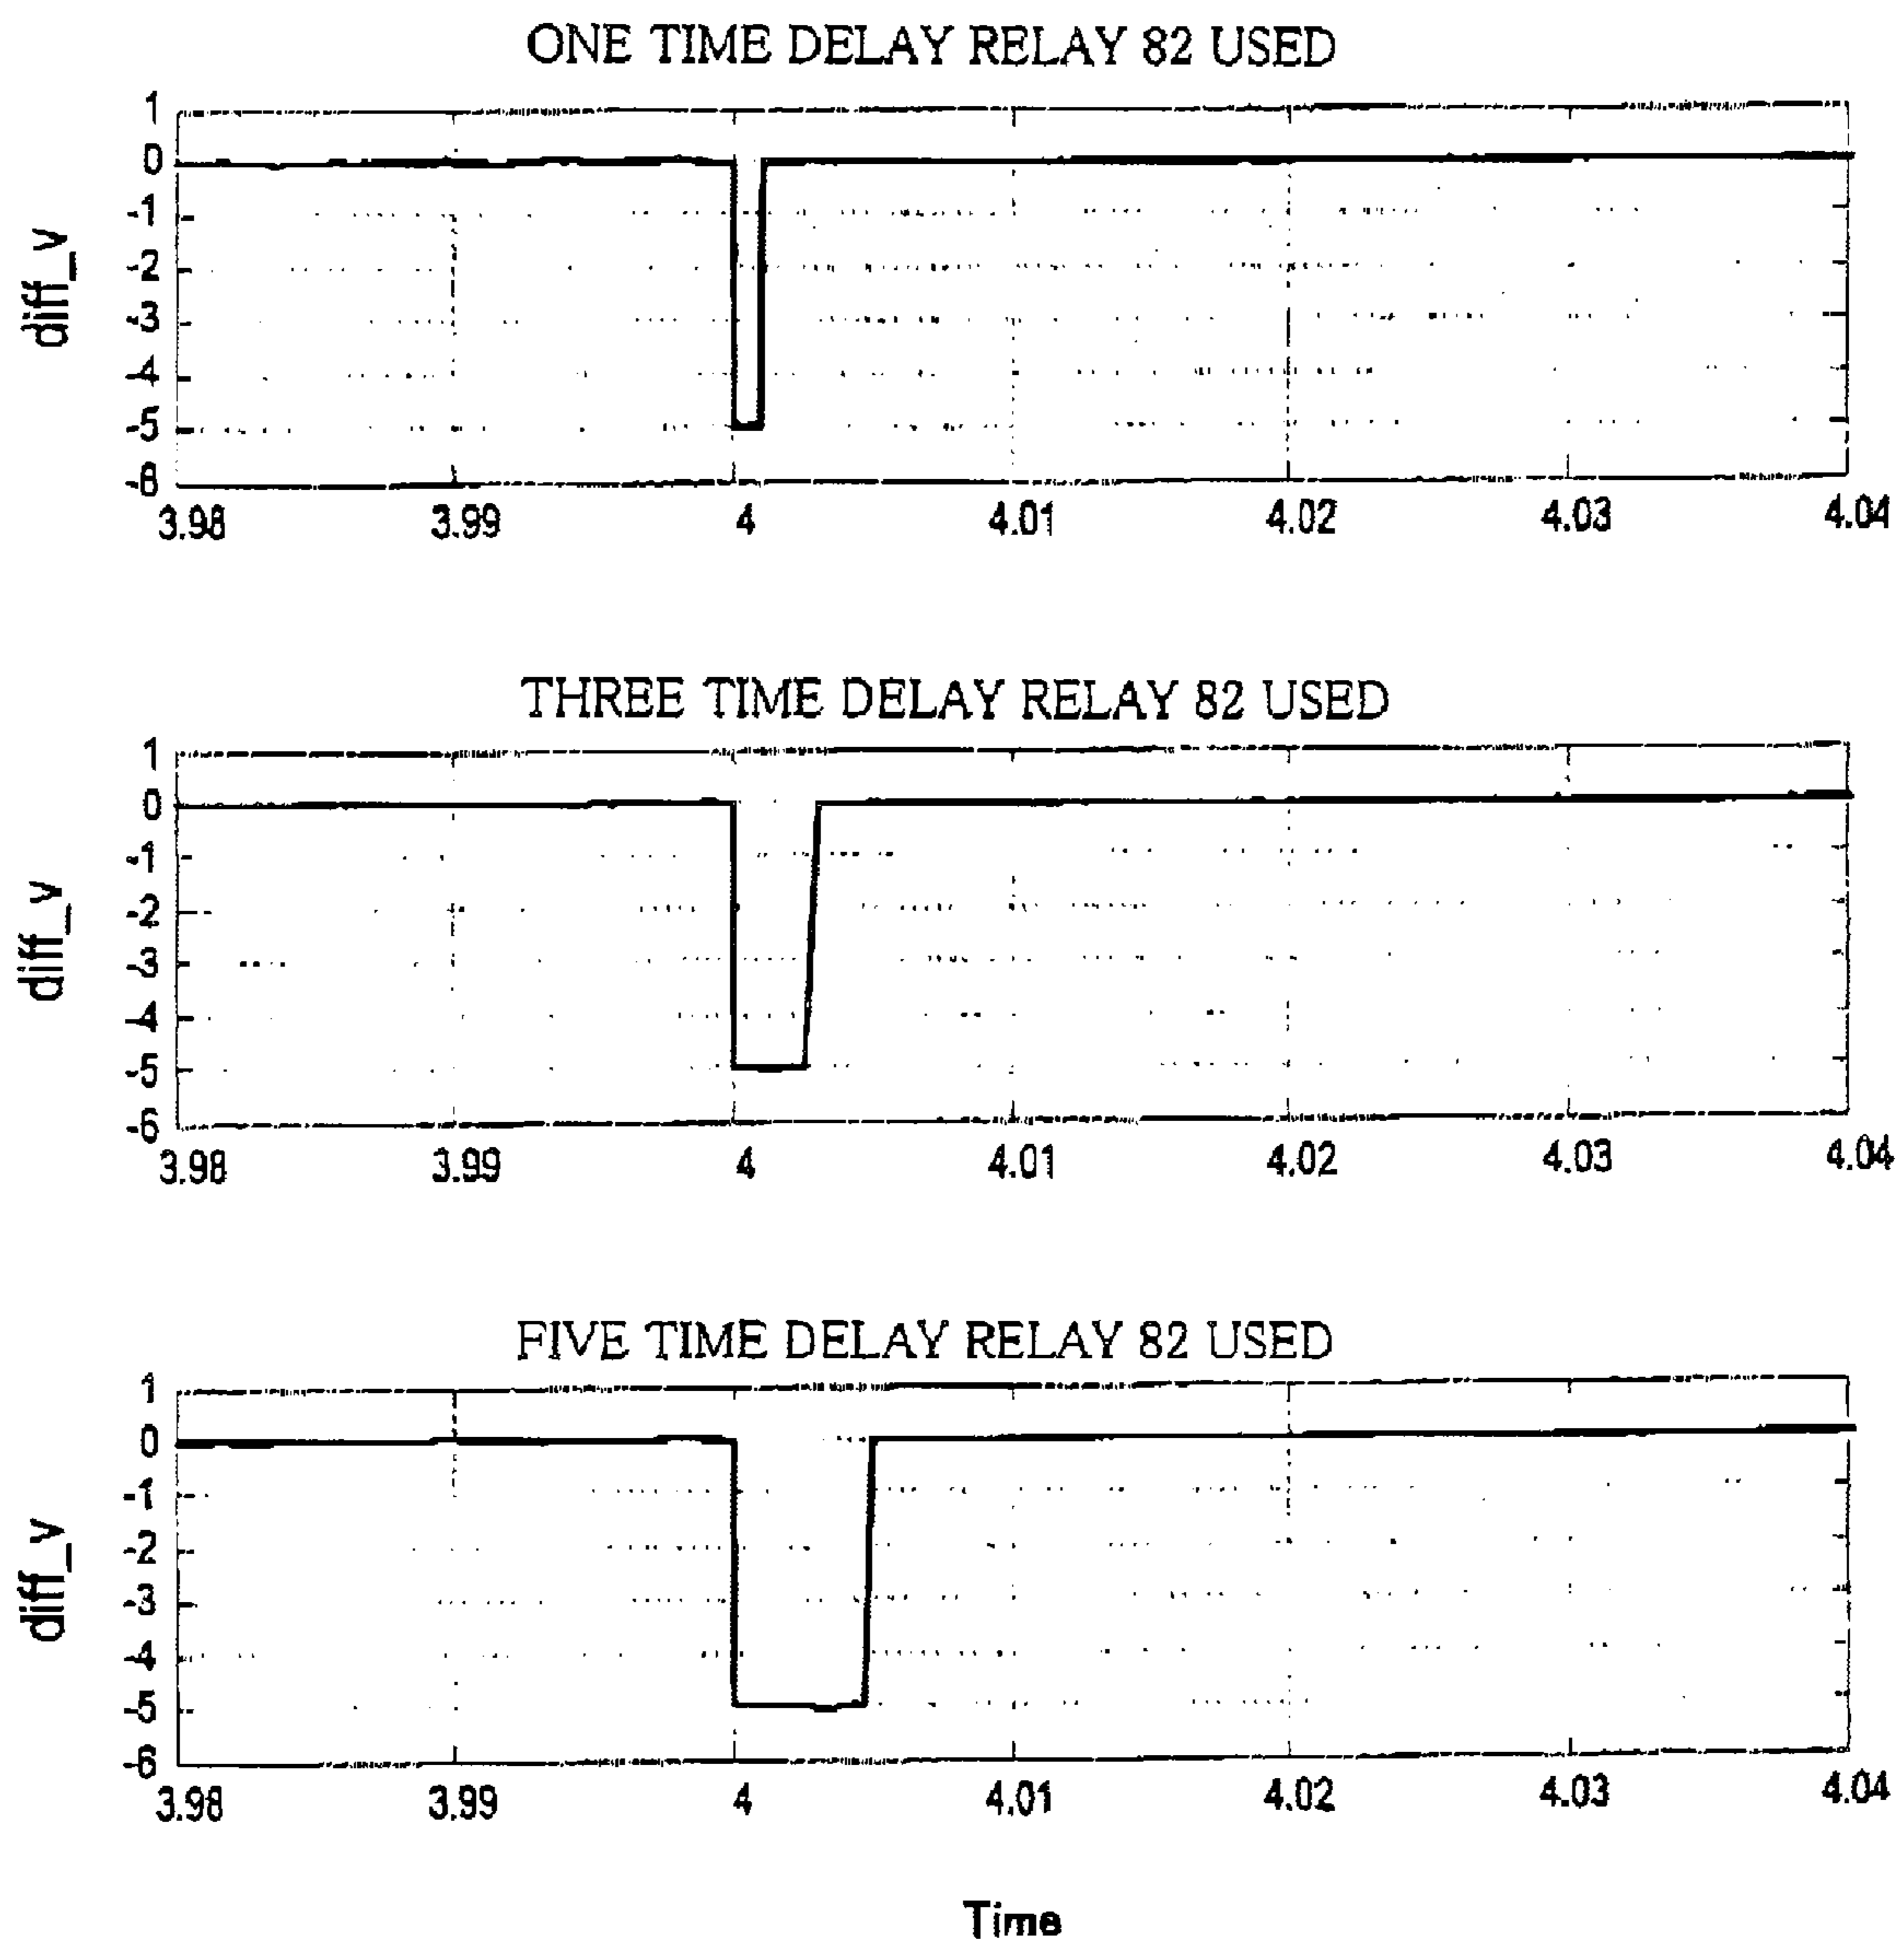 ONE TIME DELAY RELAY 82 USED
diff_v
1
0
-1
-2
-3
-4
-5
-6
3.98 3.99 4 4.01 4.02 4.03 4.04
THREE TIME DELAY RELAY 82 USED
diff_v
1
0
-1
-2
-3
-4
-5
-6
3.98 3.99 4 4.01 4.02 4.03 4.04
FIVE TIME DELAY RELAY 82 USED
diff_v
1
0
-1
-2
-3
-4
-5
-6
3.98 3.99 4 4.01 4.02 4.03 4.04
Time